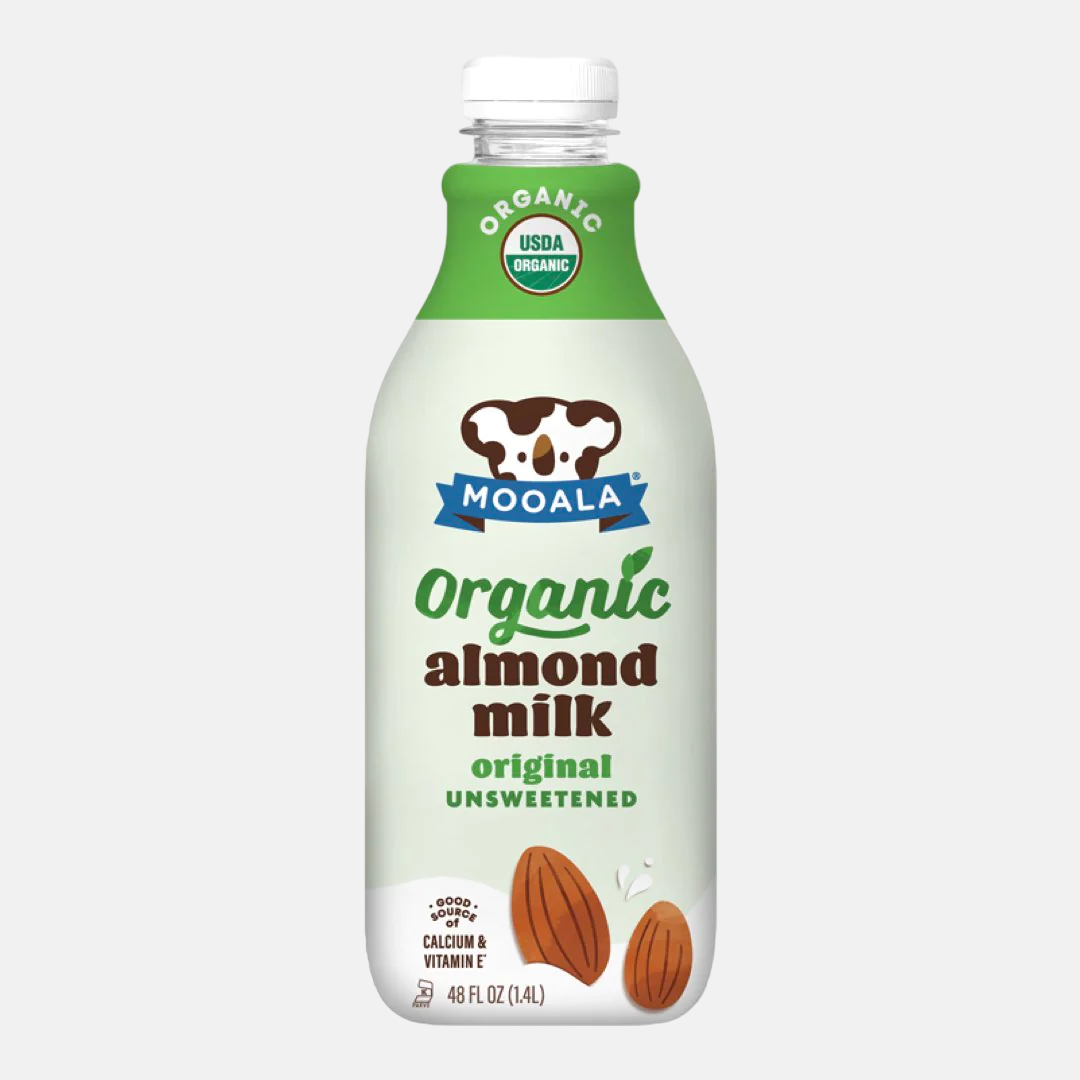 ORGANIC
USDA
ORGANIC
MOOALA®
Organic
almond
milk
original
UNSWEETENED
· GOOD ·
SOURCE
of
CALCIUM &
VITAMIN E*
48 FL OZ (1.4L)